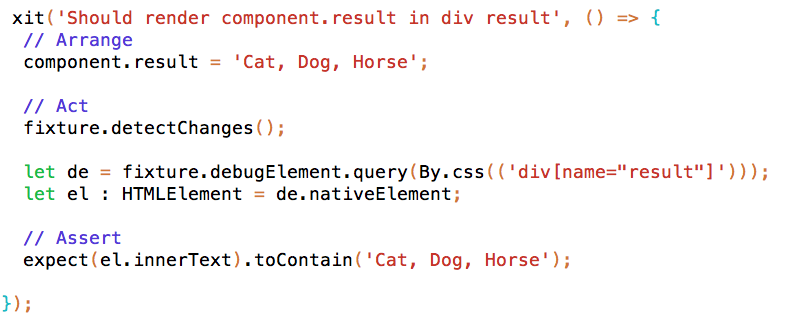 xit('Should render component.result in div result', () => {
// Arrange
component.result = 'Cat, Dog, Horse';
// Act
fixture.detectChanges();
let de = fixture.debugElement.query(By.css(('div[name="result"]')));
let el : HTMLElement = de.nativeElement;
// Assert
expect(el.innerText).toContain('Cat, Dog, Horse');
});